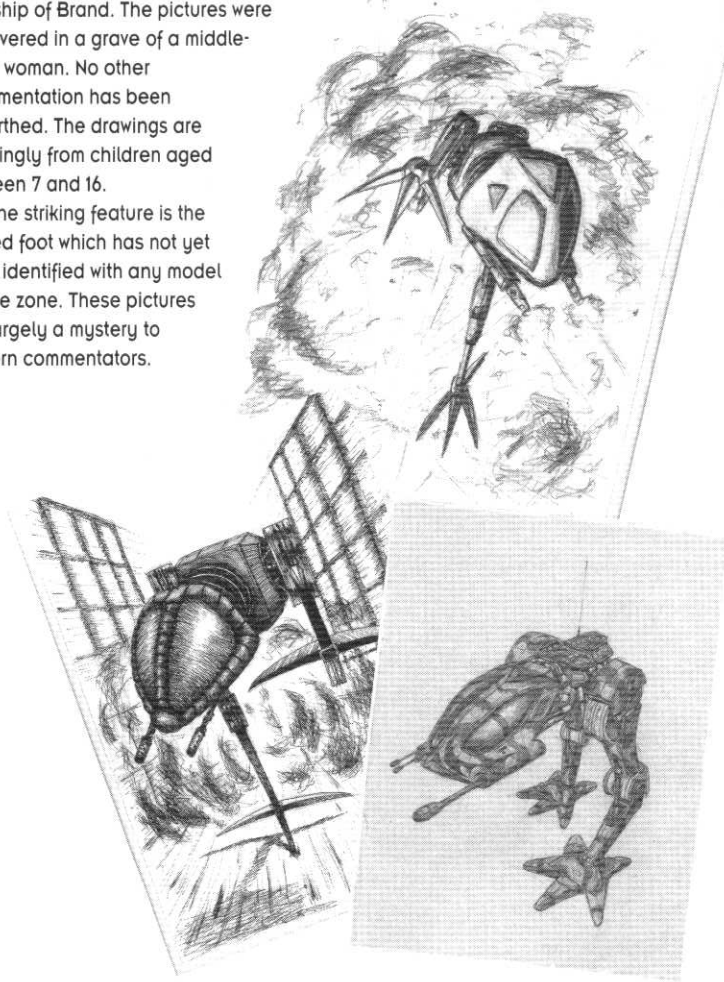 ship of Brand. The pictures were
vered in a grave of a middle-
woman. No other
mentation has been
rthed. The drawings are
ingly from children aged
een 7 and 16.
ne striking feature is the
ed foot which has not yet
identified with any model
e zone. These pictures
argely a mystery to
rn commentators.